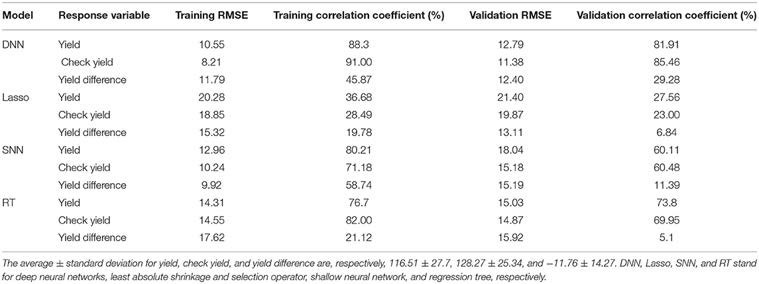 Model Response variable Training RMSE Training correlation coefficient (%) Validation RMSE Validation correlation coefficient (%)
DNN Yield 10.55 88.3 12.79 81.91
Check yield 8.21 91.00 11.38 85.46
Yield difference 11.79 45.87 12.40 29.28
Lasso Yield 20.28 36.68 21.40 27.56
Check yield 18.85 28.49 19.87 23.00
Yield difference 15.32 19.78 13.11 6.84
SNN Yield 12.96 80.21 18.04 60.11
Check yield 10.24 71.18 15.18 60.48
Yield difference 9.92 58.74 15.19 11.39
RT Yield 14.31 76.7 15.03 73.8
Check yield 14.55 82.00 14.87 69.95
Yield difference 17.62 21.12 15.92 5.1
The average ± standard deviation for yield, check yield, and yield difference are, respectively, 116.51 ± 27.7, 128.27 ± 25.34, and −11.76 ± 14.27. DNN, Lasso, SNN, and RT stand
for deep neural networks, least absolute shrinkage and selection operator, shallow neural network, and regression tree, respectively.